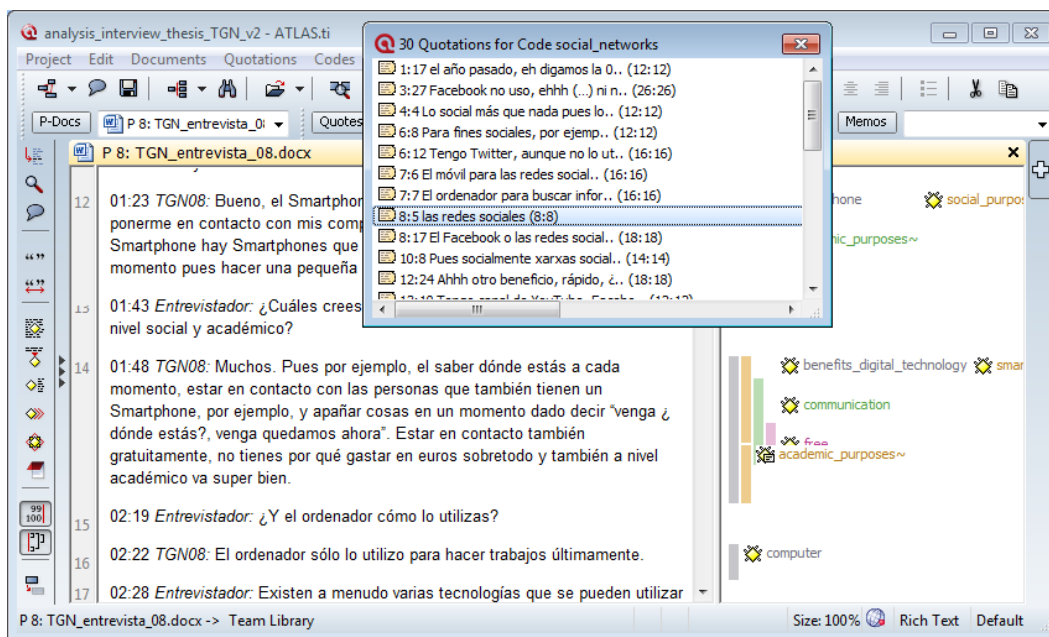 analysis_interview_thesis_TGN_v2 - ATLAS.ti
Project Edit Documents Quotations Codes
P-Docs P 8: TGN_entrevista_0 Quotes Memos
P 8: TGN_entrevista_08.docx
30 Quotations for Code social_networks
1:17 el año pasado, eh digamos la 0.. (12:12)
3:27 Facebook no uso, ehhh (...) ni n.. (26:26)
4:4 Lo social más que nada pues lo.. (12:12)
6:8 Para fines sociales, por ejemp.. (12:12)
6:12 Tengo Twitter, aunque no lo ut.. (16:16)
7:6 El móvil para las redes social.. (16:16)
7:7 El ordenador para buscar infor.. (16:16)
8:5 las redes sociales (8:8)
8:17 El Facebook o las redes social.. (18:18)
10:8 Pues socialmente xarxas social.. (14:14)
12:24 Ahhh otro beneficio, rápido, ¿.. (18:18)
12 01:23 TGN08: Bueno, el Smartphon
ponerme en contacto con mis comp
Smartphone hay Smartphones que
momento pues hacer una pequeña
13 01:43 Entrevistador: ¿Cuáles crees
nivel social y académico?
14 01:48 TGN08: Muchos. Pues por ejemplo, el saber dónde estás a cada
momento, estar en contacto con las personas que también tienen un
Smartphone, por ejemplo, y apañar cosas en un momento dado decir “venga ¿
dónde estás?, venga quedamos ahora”. Estar en contacto también
gratuitamente, no tienes por qué gastar en euros sobretodo y también a nivel
académico va super bien.
15 02:19 Entrevistador: ¿Y el ordenador cómo lo utilizas?
16 02:22 TGN08: El ordenador sólo lo utilizo para hacer trabajos últimamente.
17 02:28 Entrevistador: Existen a menudo varias tecnologías que se pueden utilizar
hone social_purpo
ic_purposes~
benefits_digital_technology smar
communication
free
academic_purposes~
computer
99
100
P 8: TGN_entrevista_08.docx -> Team Library Size: 100% Rich Text Default